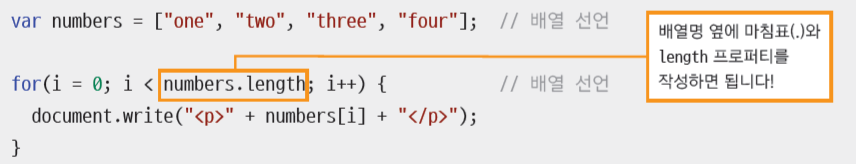 var numbers = ["one", "two", "three", "four"];  // 배열 선언
for(i = 0; i < numbers.length; i++) {  // 배열 선언
document.write("<p>" + numbers[i] + "</p>");
}
배열명 옆에 마침표(.)와
length 프로퍼티를
작성하면 됩니다!